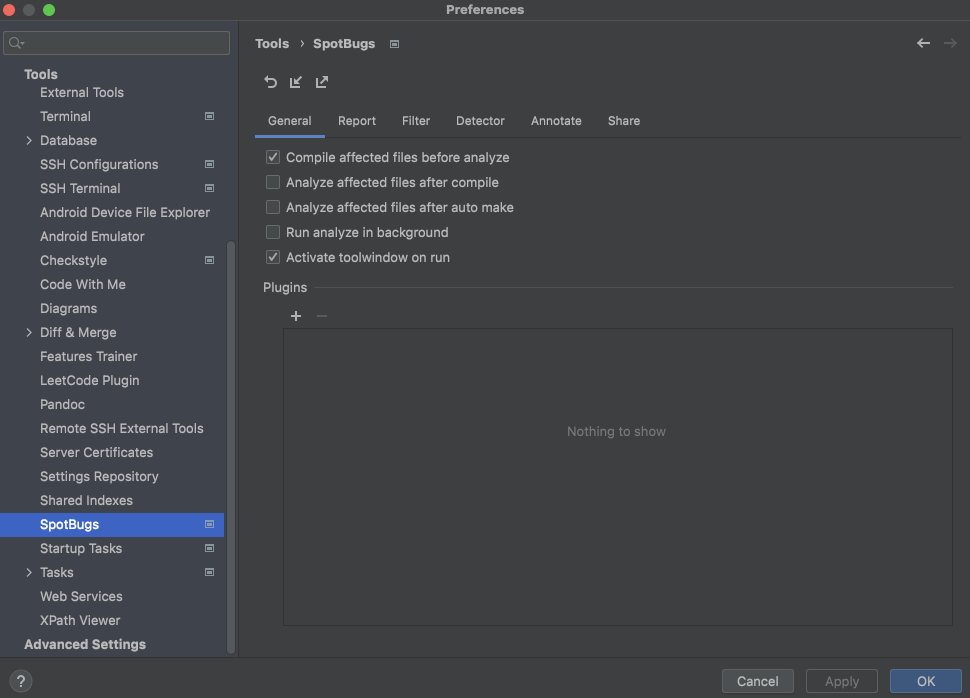 Preferences
Tools
External Tools
Terminal
Database
SSH Configurations
SSH Terminal
Android Device File Explorer
Android Emulator
Checkstyle
Code With Me
Diagrams
Diff & Merge
Features Trainer
LeetCode Plugin
Pandoc
Remote SSH External Tools
Server Certificates
Settings Repository
Shared Indexes
SpotBugs
Startup Tasks
Tasks
Web Services
XPath Viewer
Advanced Settings
Tools › SpotBugs
General Report Filter Detector Annotate Share
Compile affected files before analyze
Analyze affected files after compile
Analyze affected files after auto make
Run analyze in background
Activate toolwindow on run
Plugins
+ −
Nothing to show
? Cancel Apply OK